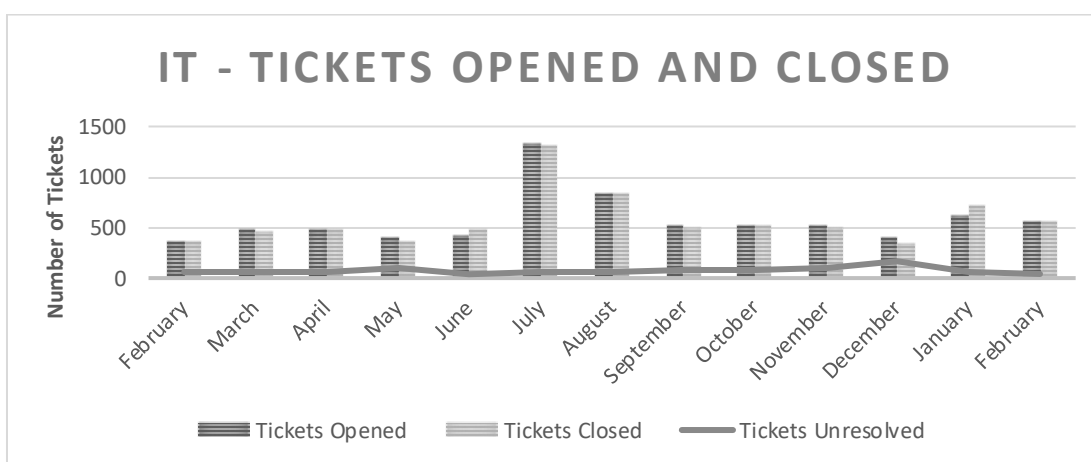 IT - TICKETS OPENED AND CLOSED
Number of Tickets
1500
1000
500
0
February
March
April
May
June
July
August
September
October
November
December
January
February
Tickets Opened
Tickets Closed
Tickets Unresolved